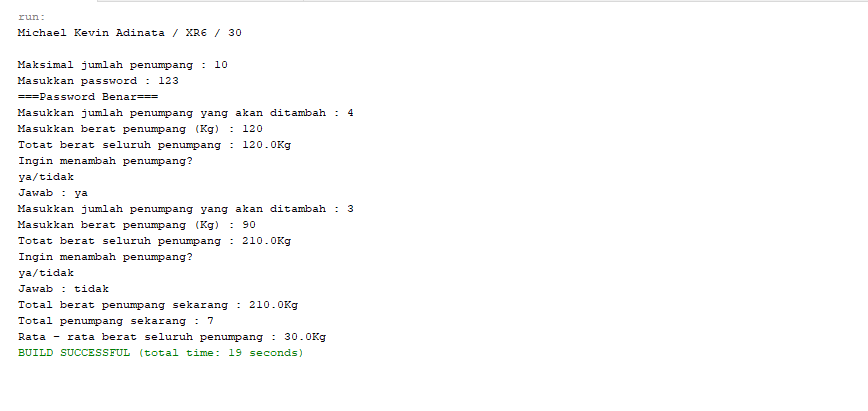 run:
Michael Kevin Adinata / XR6 / 30
Maksimal jumlah penumpang : 10
Masukkan password : 123
===Password Benar===
Masukkan jumlah penumpang yang akan ditambah : 4
Masukkan berat penumpang (Kg) : 120
Totat berat seluruh penumpang : 120.0Kg
Ingin menambah penumpang?
ya/tidak
Jawab : ya
Masukkan jumlah penumpang yang akan ditambah : 3
Masukkan berat penumpang (Kg) : 90
Totat berat seluruh penumpang : 210.0Kg
Ingin menambah penumpang?
ya/tidak
Jawab : tidak
Total berat penumpang sekarang : 210.0Kg
Total penumpang sekarang : 7
Rata - rata berat seluruh penumpang : 30.0Kg
BUILD SUCCESSFUL (total time: 19 seconds)